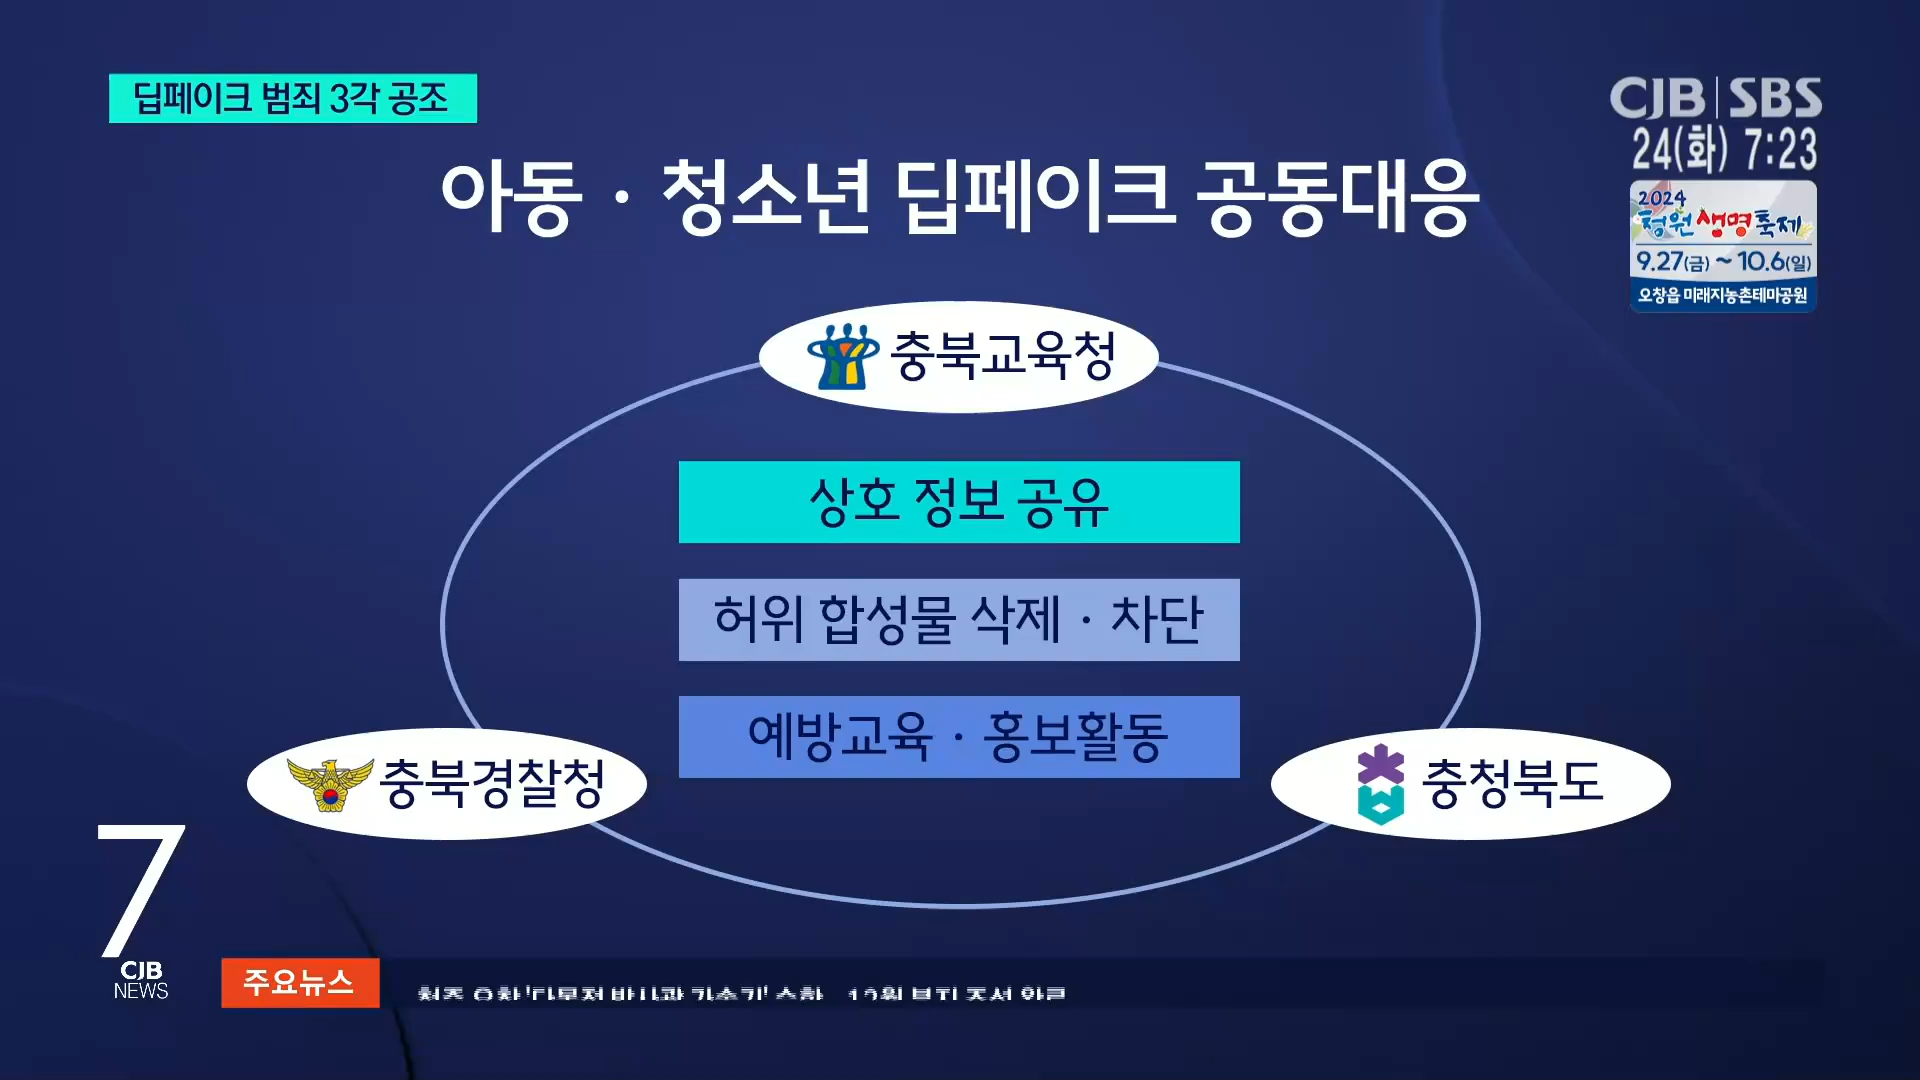 딥페이크 범죄 3각 공조
CJB SBS
24(화) 7:23
아동 · 청소년 딥페이크 공동대응
2024
청원생명축제
9.27(금) ~ 10.6(일)
오창읍 미래지농촌테마공원
충북교육청
상호 정보 공유
허위 합성물 삭제 · 차단
예방교육 · 홍보활동
충북경찰청
충청북도
7
CJB
NEWS
주요뉴스